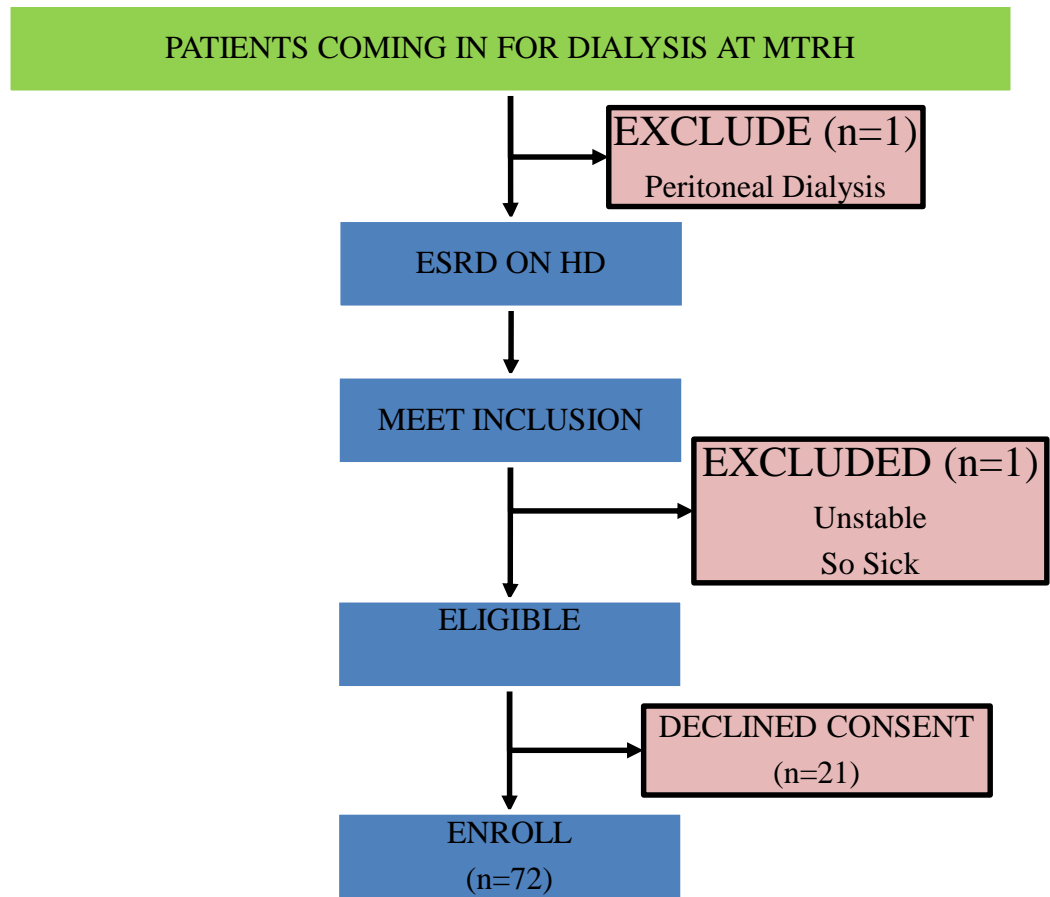 PATIENTS COMING IN FOR DIALYSIS AT MTRH
EXCLUDE (n=1)
Peritoneal Dialysis
ESRD ON HD
MEET INCLUSION
EXCLUDED (n=1)
Unstable
So Sick
ELIGIBLE
DECLINED CONSENT
(n=21)
ENROLL
(n=72)